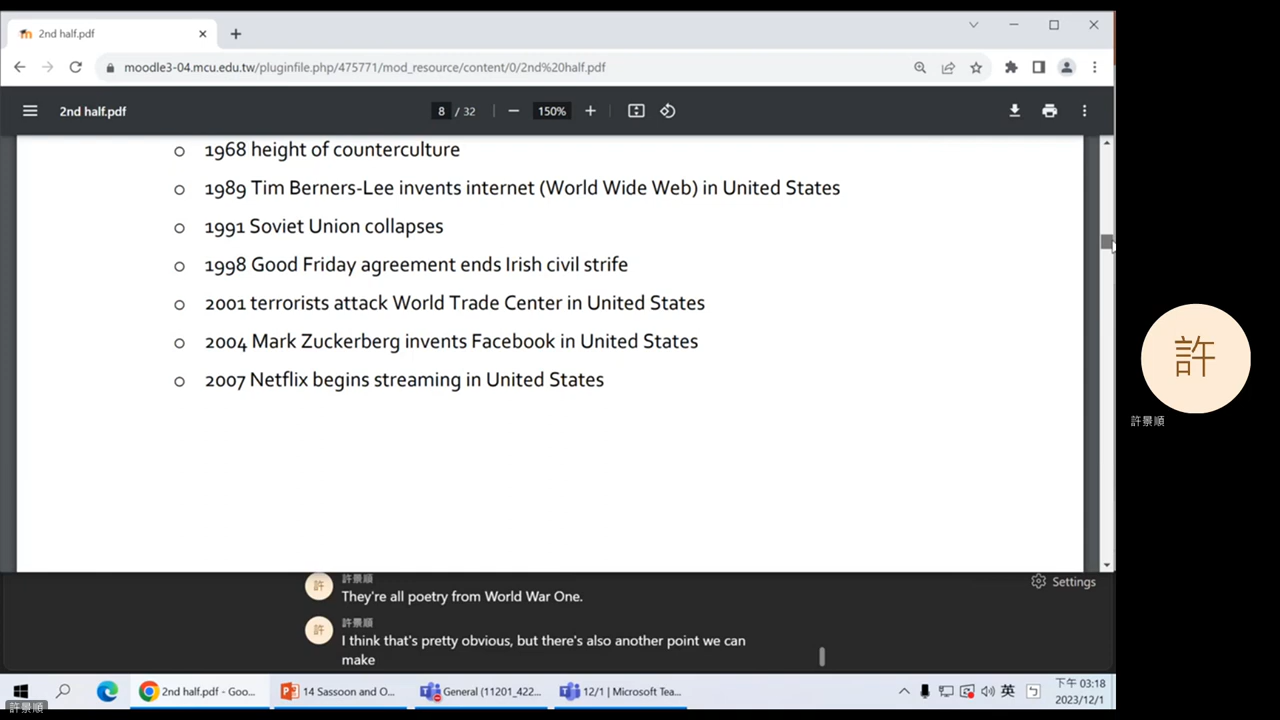 2nd half.pdf
moodle3-04.mcu.edu.tw/pluginfile.php/475771/mod_resource/content/0/2nd%20half.pdf
2nd half.pdf
8 / 32
150%
1968 height of counterculture
1989 Tim Berners-Lee invents internet (World Wide Web) in United States
1991 Soviet Union collapses
1998 Good Friday agreement ends Irish civil strife
2001 terrorists attack World Trade Center in United States
2004 Mark Zuckerberg invents Facebook in United States
2007 Netflix begins streaming in United States
許
許景順
許
許景順
They're all poetry from World War One.
Settings
許
許景順
I think that's pretty obvious, but there's also another point we can
make
2nd half.pdf - Goo...
14 Sassoon and O...
General (11201_422...
12/1 | Microsoft Tea...
英
下午 03:18
2023/12/1
許景順